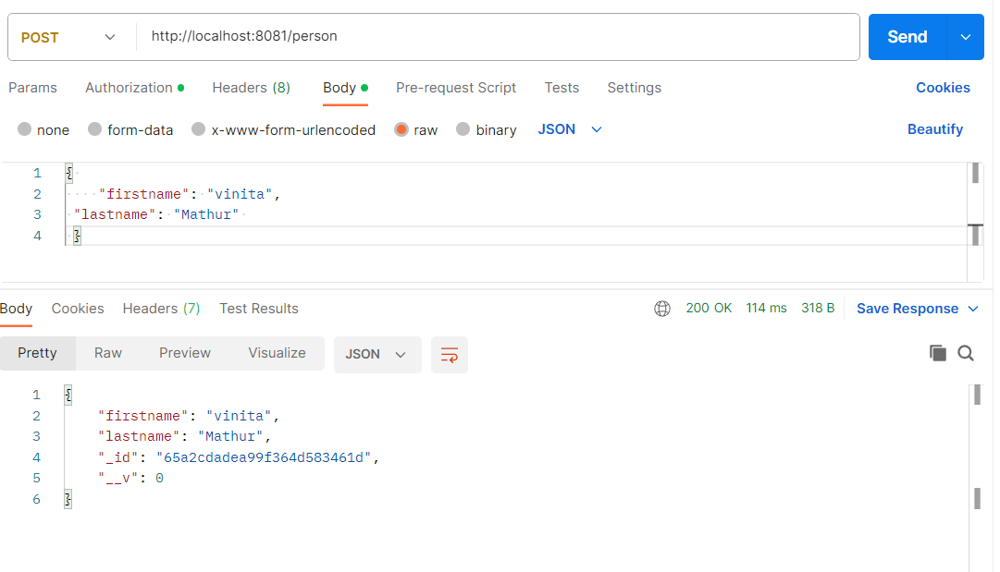 POST http://localhost:8081/person Send
Params Authorization Headers (8) Body Pre-request Script Tests Settings Cookies
none form-data x-www-form-urlencoded raw binary JSON Beautify
1 {
2 "firstname": "vinita",
3 "lastname": "Mathur"
4 }
Body Cookies Headers (7) Test Results 200 OK 114 ms 318 B Save Response
Pretty Raw Preview Visualize JSON
1 {
2 "firstname": "vinita",
3 "lastname": "Mathur",
4 "_id": "65a2cdadea99f364d583461d",
5 "__v": 0
6 }